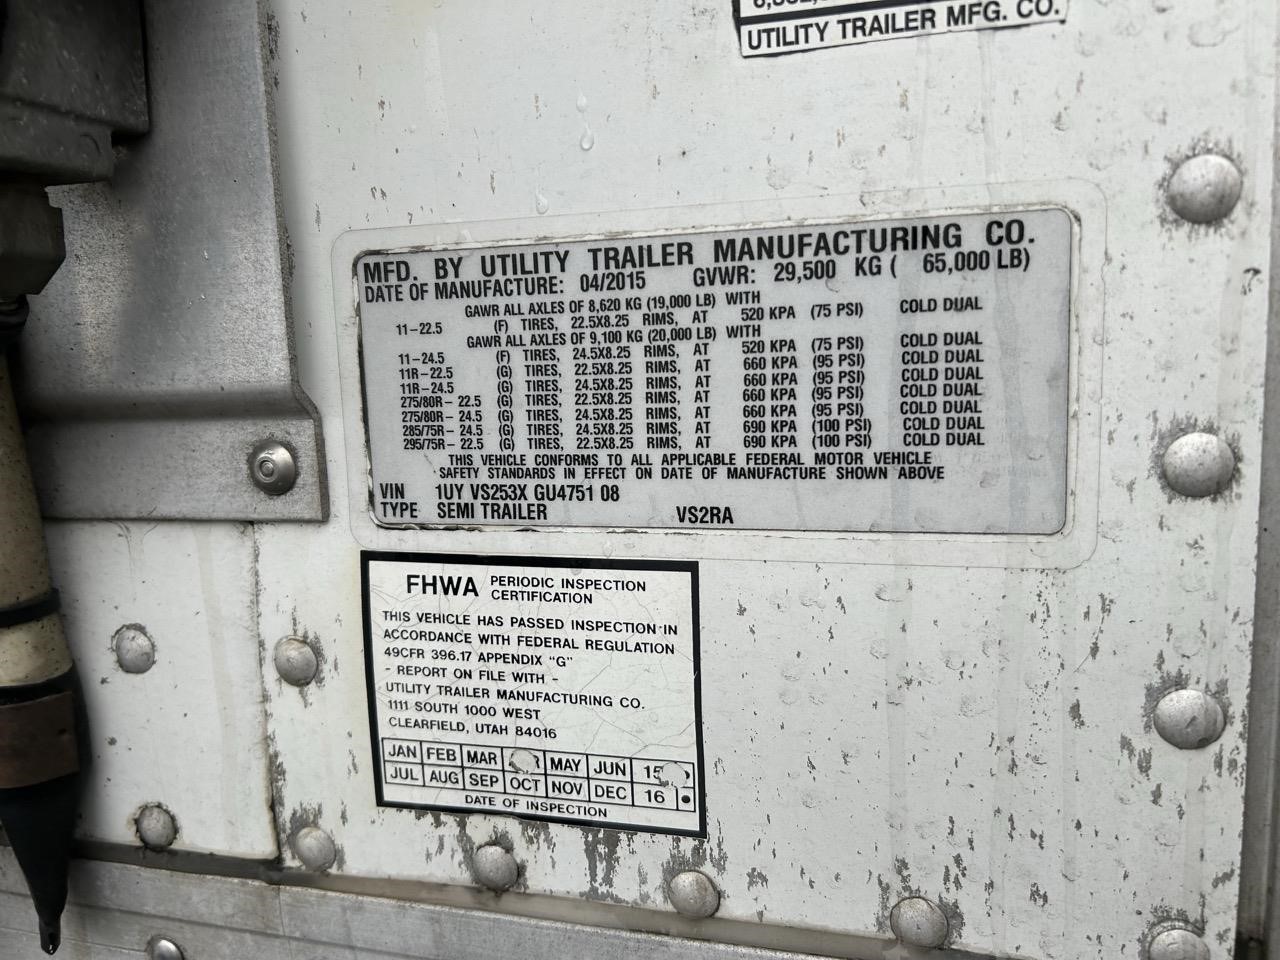 UTILITY TRAILER MFG. CO.
MFD. BY UTILITY TRAILER MANUFACTURING CO.
DATE OF MANUFACTURE: 04/2015 GVWR: 29,500 KG ( 65,000 LB)
GAWR ALL AXLES OF 8,620 KG (19,000 LB) WITH
11-22.5 (F) TIRES, 22.5X8.25 RIMS, AT 520 KPA (75 PSI) COLD DUAL
GAWR ALL AXLES OF 9,100 KG (20,000 LB) WITH
11-24.5 (F) TIRES, 24.5X8.25 RIMS, AT 520 KPA (75 PSI) COLD DUAL
11R-22.5 (G) TIRES, 22.5X8.25 RIMS, AT 660 KPA (95 PSI) COLD DUAL
11R-24.5 (G) TIRES, 24.5X8.25 RIMS, AT 660 KPA (95 PSI) COLD DUAL
275/80R-22.5 (G) TIRES, 22.5X8.25 RIMS, AT 660 KPA (95 PSI) COLD DUAL
275/80R-24.5 (G) TIRES, 24.5X8.25 RIMS, AT 660 KPA (95 PSI) COLD DUAL
285/75R-24.5 (G) TIRES, 24.5X8.25 RIMS, AT 690 KPA (100 PSI) COLD DUAL
295/75R-22.5 (G) TIRES, 22.5X8.25 RIMS, AT 690 KPA (100 PSI) COLD DUAL
THIS VEHICLE CONFORMS TO ALL APPLICABLE FEDERAL MOTOR VEHICLE
SAFETY STANDARDS IN EFFECT ON DATE OF MANUFACTURE SHOWN ABOVE
VIN 1UY VS253X GU4751 08
TYPE SEMI TRAILER VS2RA
FHWA PERIODIC INSPECTION
CERTIFICATION
THIS VEHICLE HAS PASSED INSPECTION IN
ACCORDANCE WITH FEDERAL REGULATION
49CFR 396.17 APPENDIX "G"
- REPORT ON FILE WITH -
UTILITY TRAILER MANUFACTURING CO.
1111 SOUTH 1000 WEST
CLEARFIELD, UTAH 84016
JAN FEB MAR MAY JUN 15
JUL AUG SEP OCT NOV DEC 16
DATE OF INSPECTION